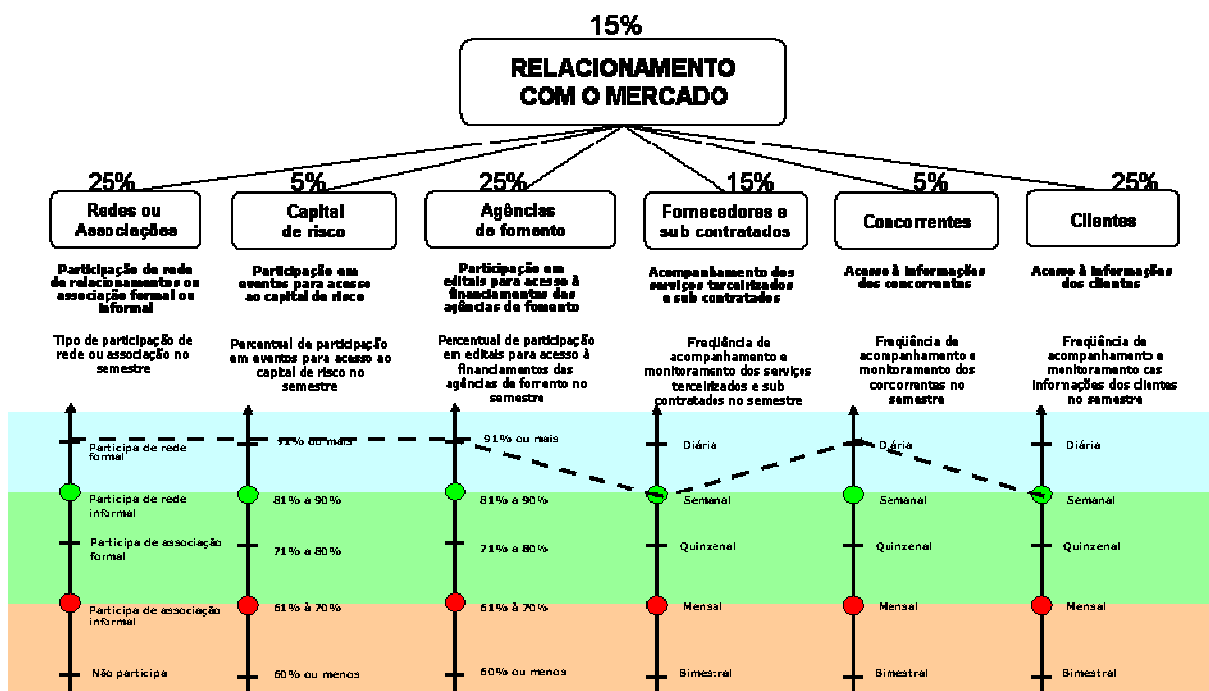 15%
RELACIONAMENTO
COM O MERCADO
25%
5%
25%
15%
5%
25%
Redes ou
Associações
Capital
de risco
Agências
de fomento
Fornecedores e
sub contratados
Concorrentes
Clientes
Participação de rede
de relacionamentos ou
associação formal ou
informal
Participação em
eventos para acesso
ao capital de risco
Participação em
editais para acesso à
financiamentos das
agências de fomento
Acompanhamento dos
serviços terceirizados
e sub contratados
Acesso à informações
dos concorrentes
Acesso à informações
dos clientes
Tipo de participação de
rede ou associação no
semestre
Percentual de participação
em eventos para acesso ao
capital de risco no
semestre
Percentual de participação
em editais para acesso à
financiamentos das
agências de fomento no
semestre
Freqüência de
acompanhamento e
monitoramento dos serviços
terceirizados e sub
contratados no semestre
Freqüência de
acompanhamento e
monitoramento dos
corcorrentes no
semestre
Freqüência de
acompanhamento e
monitoramento cas
informações dos clientes
no semestre
Participa de rede
formal
91% ou mais
91% ou mais
Diária
Diária
Diária
Participa de rede
informal
81% a 90%
81% a 90%
Semanal
Semanal
Semanal
Participa de associação
formal
71% a 80%
71% a 80%
Quinzenal
Quinzenal
Quinzenal
Participa de associação
informal
61% à 70%
61% à 70%
Mensal
Mensal
Mensal
Não participa
60% ou menos
60% ou menos
Bimestral
Bimestral
Bimestral